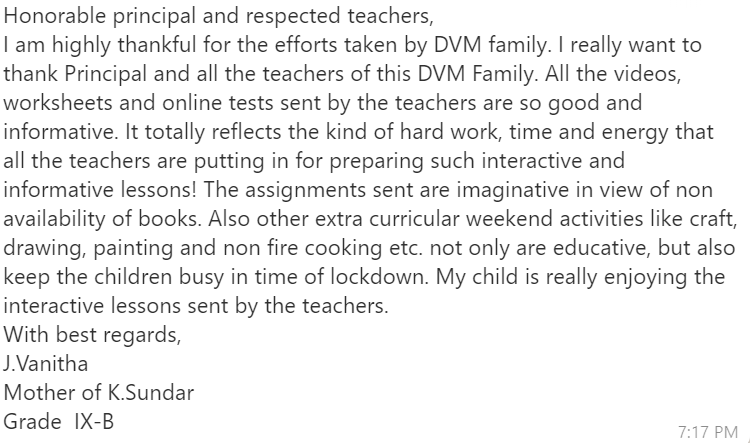 Honorable principal and respected teachers,
I am highly thankful for the efforts taken by DVM family. I really want to
thank Principal and all the teachers of this DVM Family. All the videos,
worksheets and online tests sent by the teachers are so good and
informative. It totally reflects the kind of hard work, time and energy that
all the teachers are putting in for preparing such interactive and
informative lessons! The assignments sent are imaginative in view of non
availability of books. Also other extra curricular weekend activities like craft,
drawing, painting and non fire cooking etc. not only are educative, but also
keep the children busy in time of lockdown. My child is really enjoying the
interactive lessons sent by the teachers.
With best regards,
J.Vanitha
Mother of K.Sundar
Grade  IX-B
7:17 PM